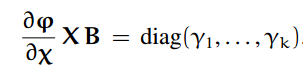 ∂φ/∂χ X B = diag(γ₁, . . . , γₖ).